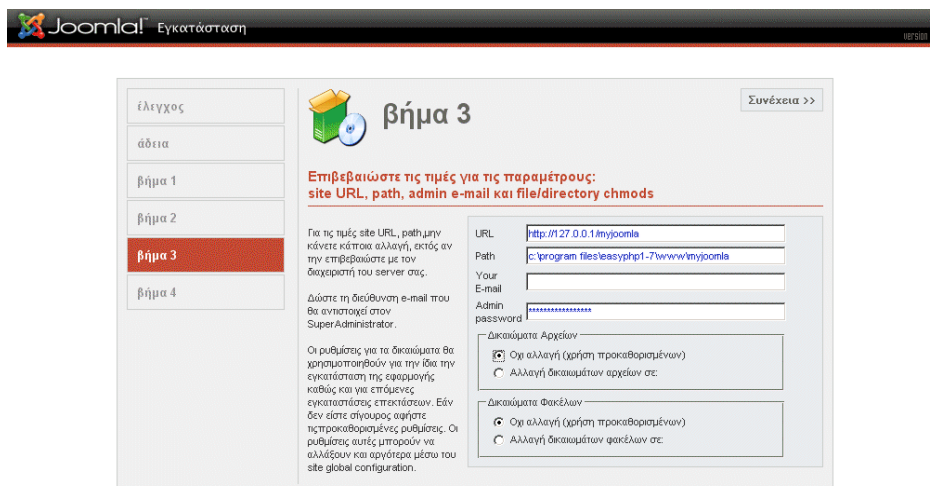 Joomla! Εγκατάσταση
version
έλεγχος
άδεια
βήμα 1
βήμα 2
βήμα 3
βήμα 4
βήμα 3
Συνέχεια >>
Επιβεβαιώστε τις τιμές για τις παραμέτρους:
site URL, path, admin e-mail και file/directory chmods
Για τις τιμές site URL, path,μην
κάνετε κάποια αλλαγή, εκτός αν
την επιβεβαιώστε με τον
διαχειριστή του server σας.
Δώστε τη διεύθυνση e-mail που
θα αντιστοιχεί στον
SuperAdministrator.
Οι ρυθμίσεις για τα δικαιώματα θα
χρησιμοποιηθούν για την ίδια την
εγκατάσταση της εφαρμογής
καθώς και για επόμενες
εγκαταστάσεις επεκτάσεων. Εάν
δεν είστε σίγουρος αφήστε
τιςπροκαθορισμένες ρυθμίσεις. Οι
ρυθμίσεις αυτές μπορούν να
αλλάξουν και αργότερα μέσω του
site global configuration.
URL http://127.0.0.1/myjoomla
Path c:\program files\easyphp1-7\www\myjoomla
Your
E-mail
Admin
password *****************
Δικαιώματα Αρχείων
Οχι αλλαγή (χρήση προκαθορισμένων)
Αλλαγή δικαιωμάτων αρχείων σε:
Δικαιώματα Φακέλων
Οχι αλλαγή (χρήση προκαθορισμένων)
Αλλαγή δικαιωμάτων φακέλων σε: